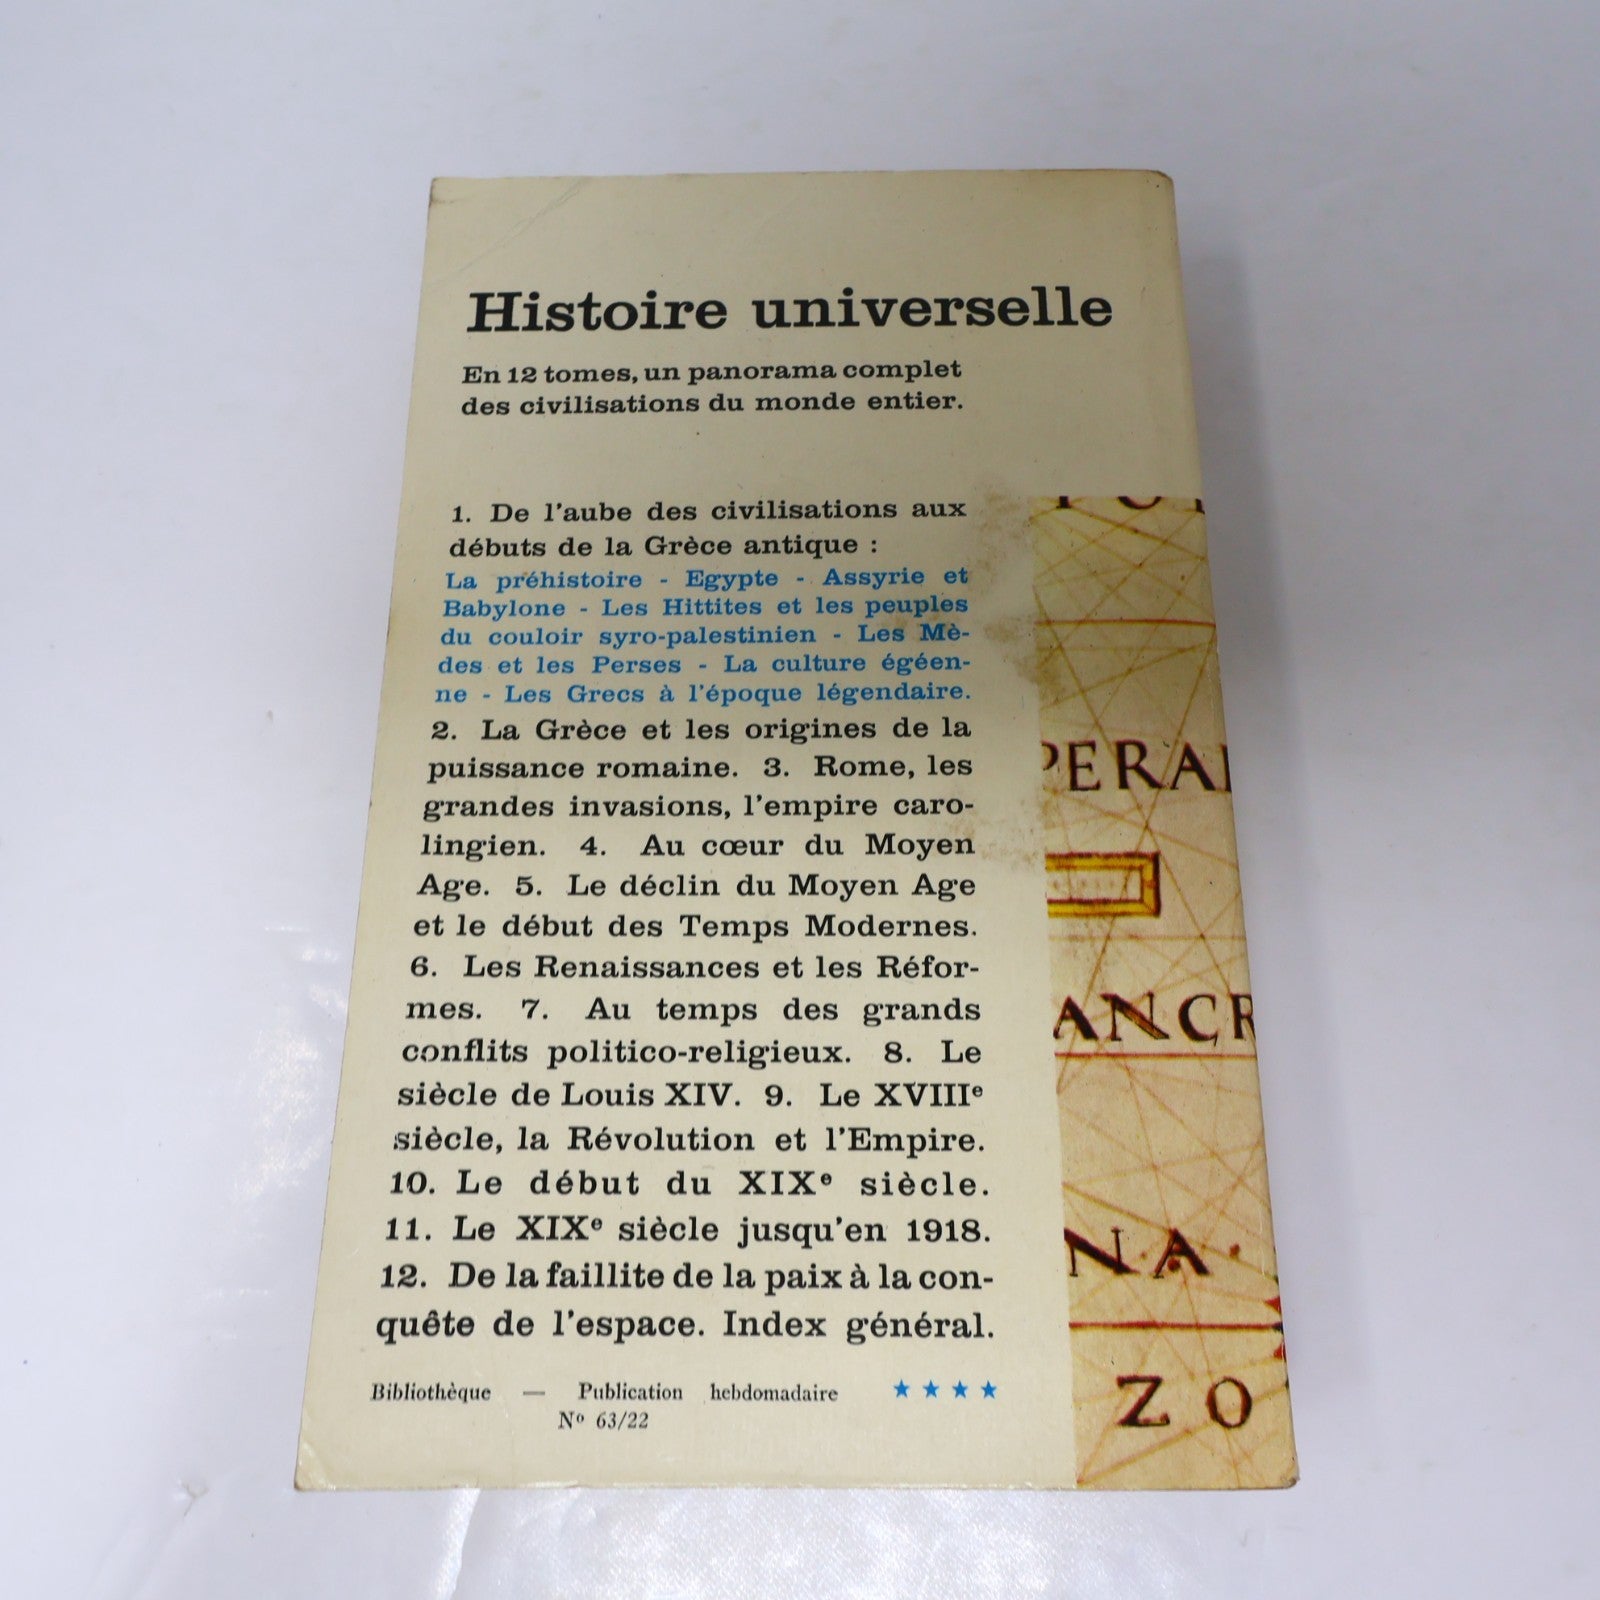 Histoire universelle
En 12 tomes, un panorama complet
des civilisations du monde entier.
1. De l'aube des civilisations aux
débuts de la Grèce antique :
La préhistoire - Egypte - Assyrie et
Babylone - Les Hittites et les peuples
du couloir syro-palestinien - Les Mè-
des et les Perses - La culture égéen-
ne - Les Grecs à l'époque légendaire.
2. La Grèce et les origines de la
puissance romaine. 3. Rome, les
grandes invasions, l'empire caro-
lingien. 4. Au cœur du Moyen
Age. 5. Le déclin du Moyen Age
et le début des Temps Modernes.
6. Les Renaissances et les Réfor-
mes. 7. Au temps des grands
conflits politico-religieux. 8. Le
siècle de Louis XIV. 9. Le XVIIIe
siècle, la Révolution et l'Empire.
10. Le début du XIXe siècle.
11. Le XIXe siècle jusqu'en 1918.
12. De la faillite de la paix à la con-
quête de l'espace. Index général.
Bibliothèque — Publication hebdomadaire ★★★★
No 63/22
PERA
ANCR
NA
ZO